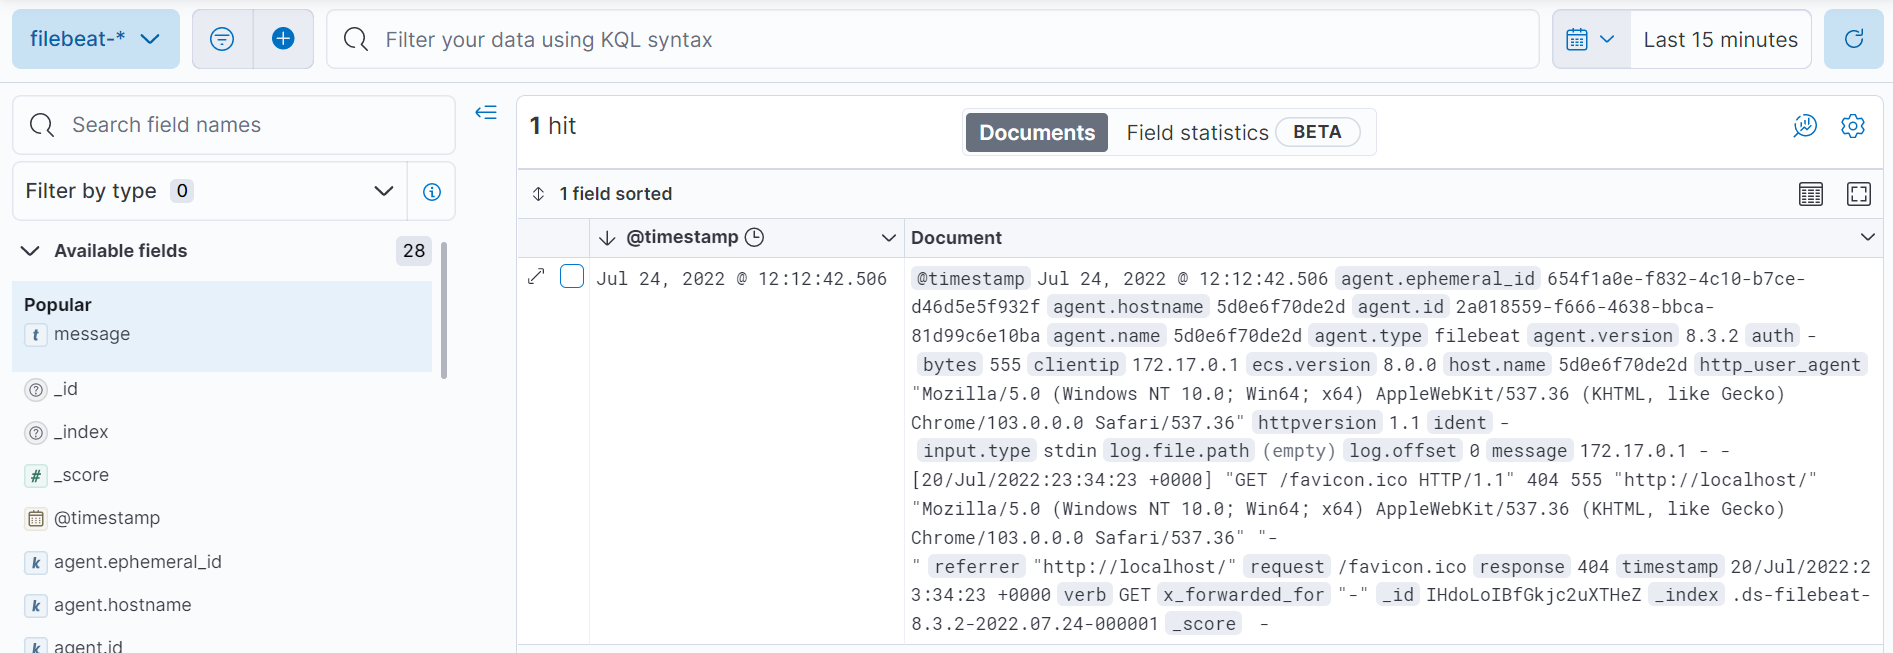 filebeat-*
Filter your data using KQL syntax
Last 15 minutes
Search field names
Filter by type 0
Available fields 28
Popular
t message
_id
_index
# _score
@timestamp
k agent.ephemeral_id
k agent.hostname
k agent.id
1 hit
Documents Field statistics BETA
1 field sorted
@timestamp Document
Jul 24, 2022 @ 12:12:42.506
@timestamp Jul 24, 2022 @ 12:12:42.506 agent.ephemeral_id 654f1a0e-f832-4c10-b7ce-
d46d5e5f932f agent.hostname 5d0e6f70de2d agent.id 2a018559-f666-4638-bbca-
81d99c6e10ba agent.name 5d0e6f70de2d agent.type filebeat agent.version 8.3.2 auth -
bytes 555 clientip 172.17.0.1 ecs.version 8.0.0 host.name 5d0e6f70de2d http_user_agent
"Mozilla/5.0 (Windows NT 10.0; Win64; x64) AppleWebKit/537.36 (KHTML, like Gecko)
Chrome/103.0.0.0 Safari/537.36" httpversion 1.1 ident -
input.type stdin log.file.path (empty) log.offset 0 message 172.17.0.1 - -
[20/Jul/2022:23:34:23 +0000] "GET /favicon.ico HTTP/1.1" 404 555 "http://localhost/"
"Mozilla/5.0 (Windows NT 10.0; Win64; x64) AppleWebKit/537.36 (KHTML, like Gecko)
Chrome/103.0.0.0 Safari/537.36" "-
" referrer "http://localhost/" request /favicon.ico response 404 timestamp 20/Jul/2022:2
3:34:23 +0000 verb GET x_forwarded_for "-" _id IHdoLoIBfGkjc2uXTHeZ _index .ds-filebeat-
8.3.2-2022.07.24-000001 _score -